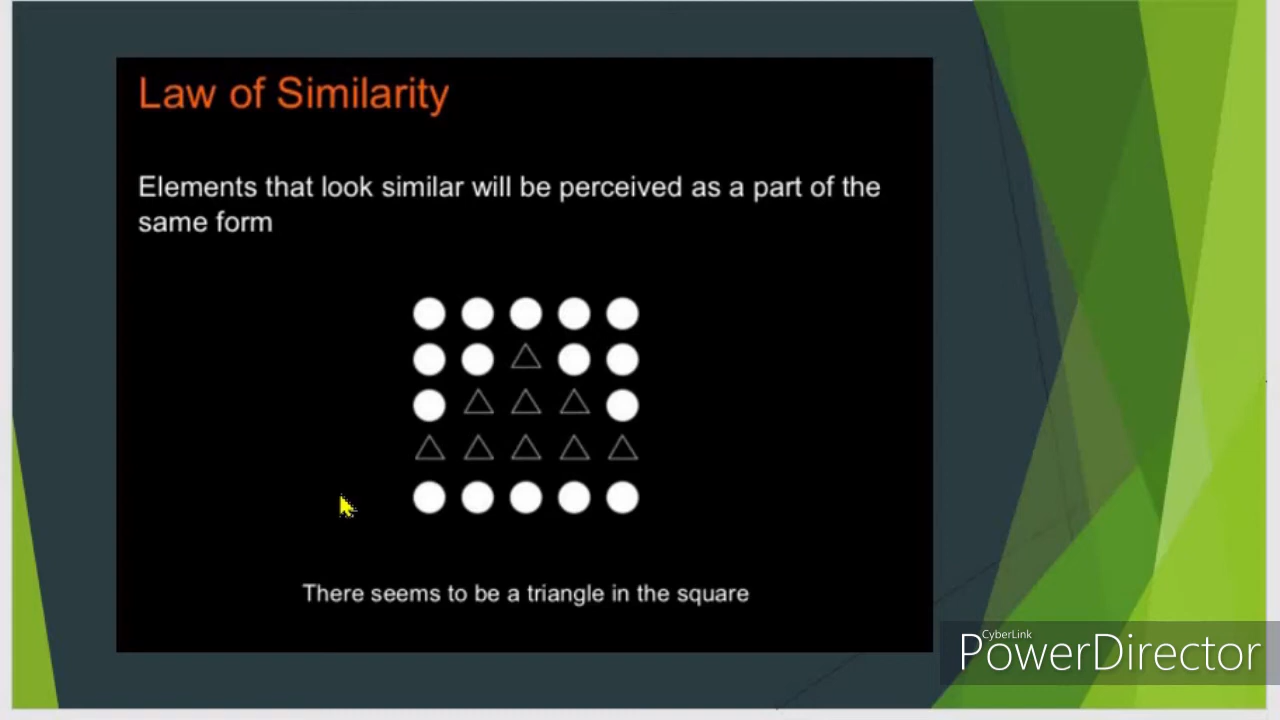 Law of Similarity
Elements that look similar will be perceived as a part of the
same form
There seems to be a triangle in the square
CyberLink
PowerDirector